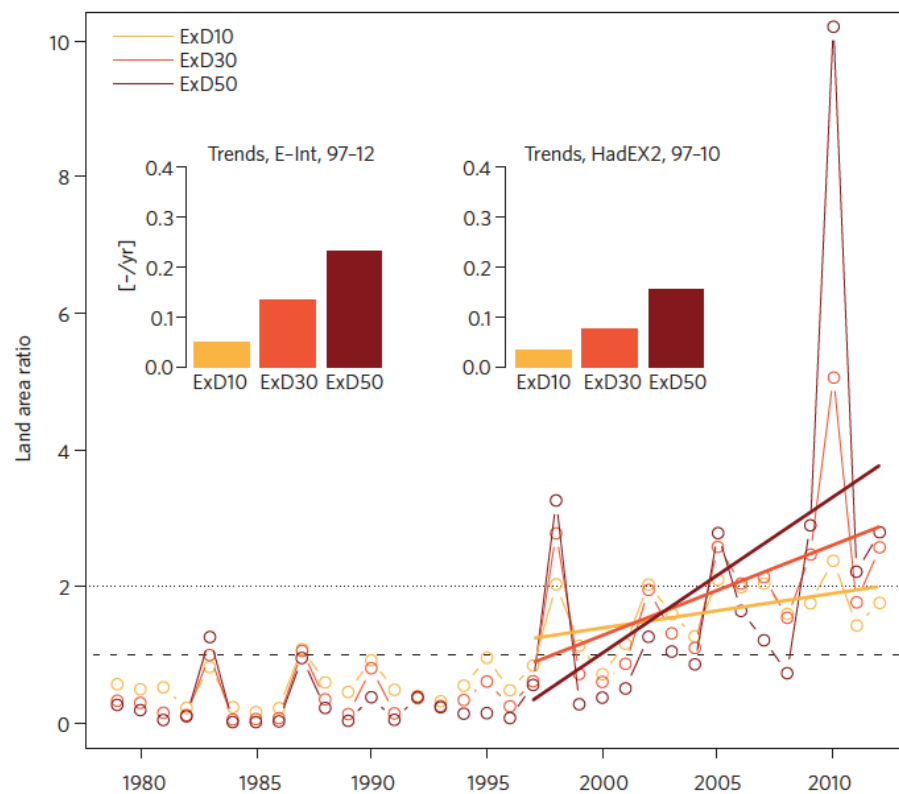 ExD10
ExD30
ExD50
Trends, E–Int, 97–12
[–/yr]
0.4
0.3
0.2
0.1
0.0
ExD10 ExD30 ExD50
Trends, HadEX2, 97–10
0.4
0.3
0.2
0.1
0.0
ExD10 ExD30 ExD50
Land area ratio
10
8
6
4
2
0
1980 1985 1990 1995 2000 2005 2010